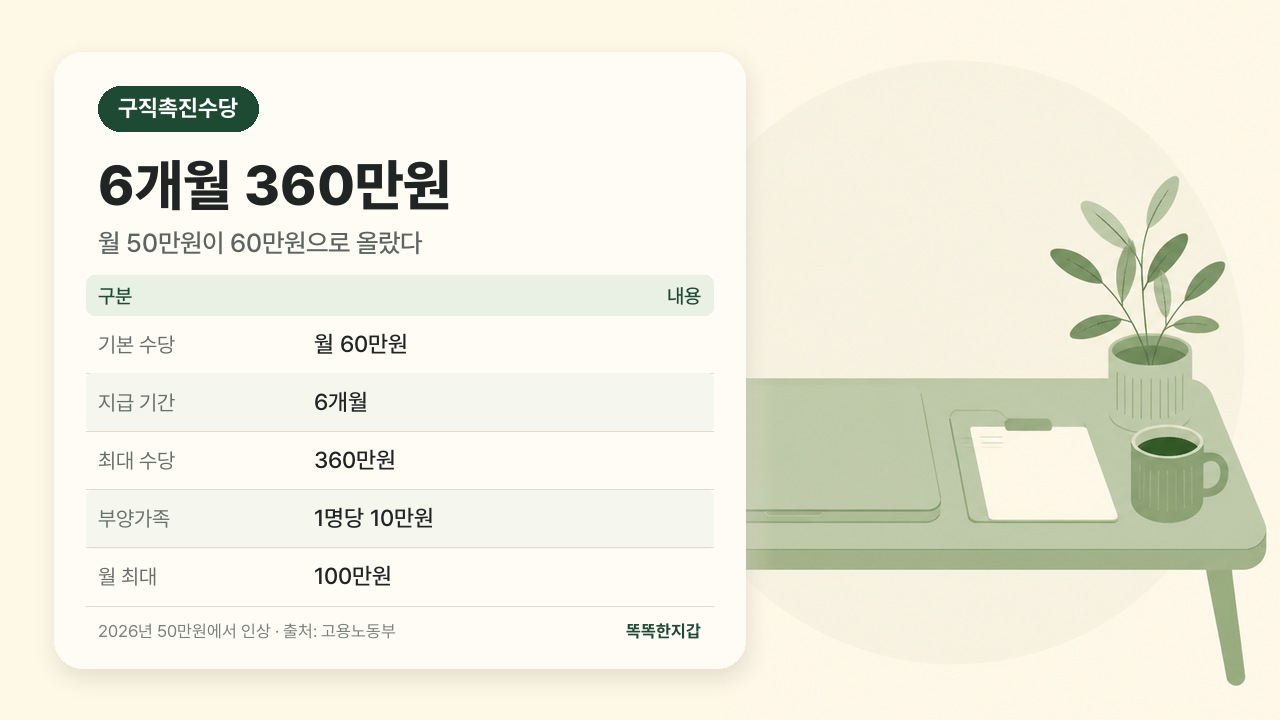 구직촉진수당
6개월 360만원
월 50만원이 60만원으로 올랐다
구분 내용
기본 수당 월 60만원
지급 기간 6개월
최대 수당 360만원
부양가족 1명당 10만원
월 최대 100만원
2026년 50만원에서 인상 · 출처: 고용노동부 똑똑한지갑